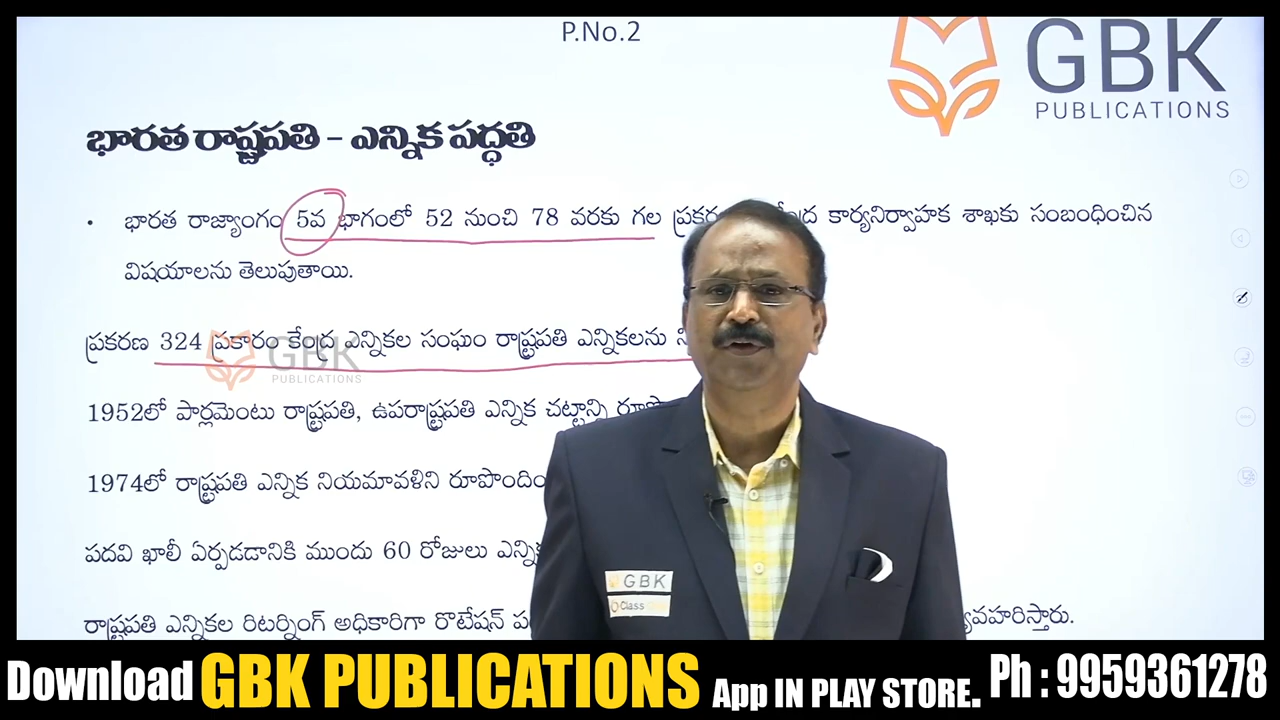 P.No.2
GBK
PUBLICATIONS
భారత రాష్ట్రపతి - ఎన్నిక పద్ధతి
• భారత రాజ్యాంగం 5వ భాగంలో 52 నుంచి 78 వరకు గల కార్యనిర్వాహక శాఖకు సంబంధించిన
విషయాలను తెలుపుతాయి.
ప్రకరణ 324 ప్రకారం కేంద్ర ఎన్నికల సంఘం రాష్ట్రపతి ఎన్నికలను
GBK
PUBLICATIONS
1952లో పార్లమెంటు రాష్ట్రపతి, ఉపరాష్ట్రపతి ఎన్నిక చట్టాన్ని
1974లో రాష్ట్రపతి ఎన్నిక నియమావళిని
పదవి ఖాళీ ఏర్పడడానికి ముందు 60 రోజులు
GBK
Class
రాష్ట్రపతి ఎన్నికల రిటర్నింగ్ అధికారిగా రొటేషన్
Download GBK PUBLICATIONS App IN PLAY STORE. Ph : 9959361278